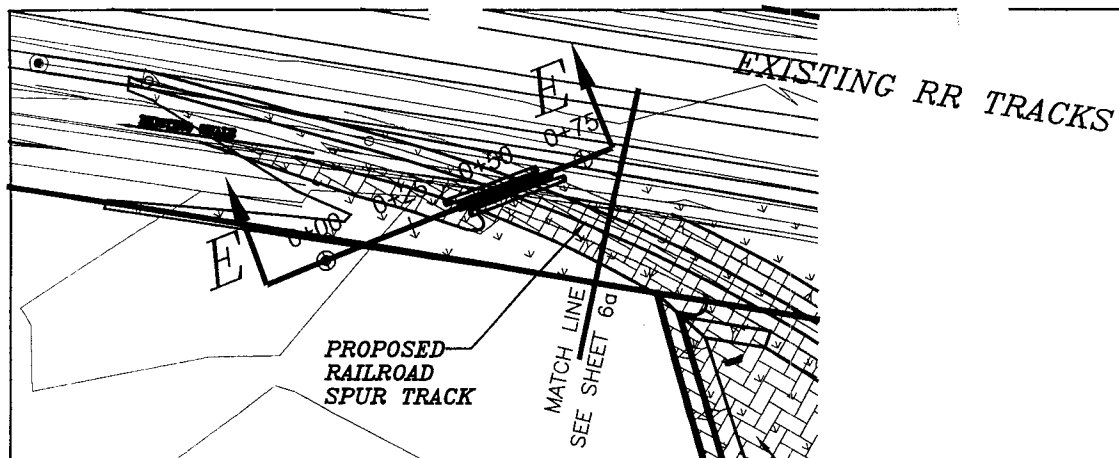 EXISTING RR TRACKS
E
0+75
0+50
0+25
0+00
E
PROPOSED
RAILROAD
SPUR TRACK
MATCH LINE
SEE SHEET 6a